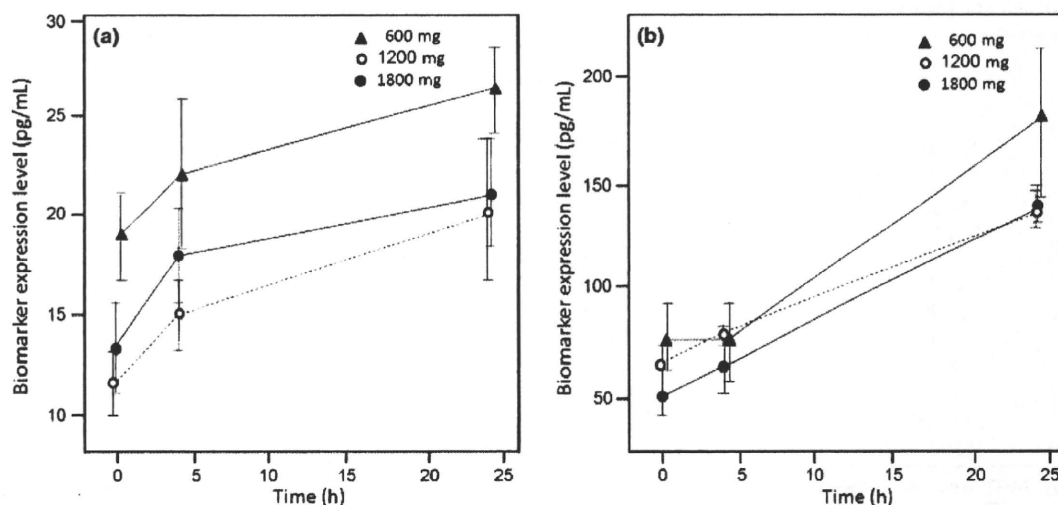 (a)
600 mg
1200 mg
1800 mg
Biomarker expression level (pg/mL)
30
25
20
15
10
0 5 10 15 20 25
Time (h)
(b)
600 mg
1200 mg
1800 mg
Biomarker expression level (pg/mL)
200
150
100
50
0 5 10 15 20 25
Time (h)